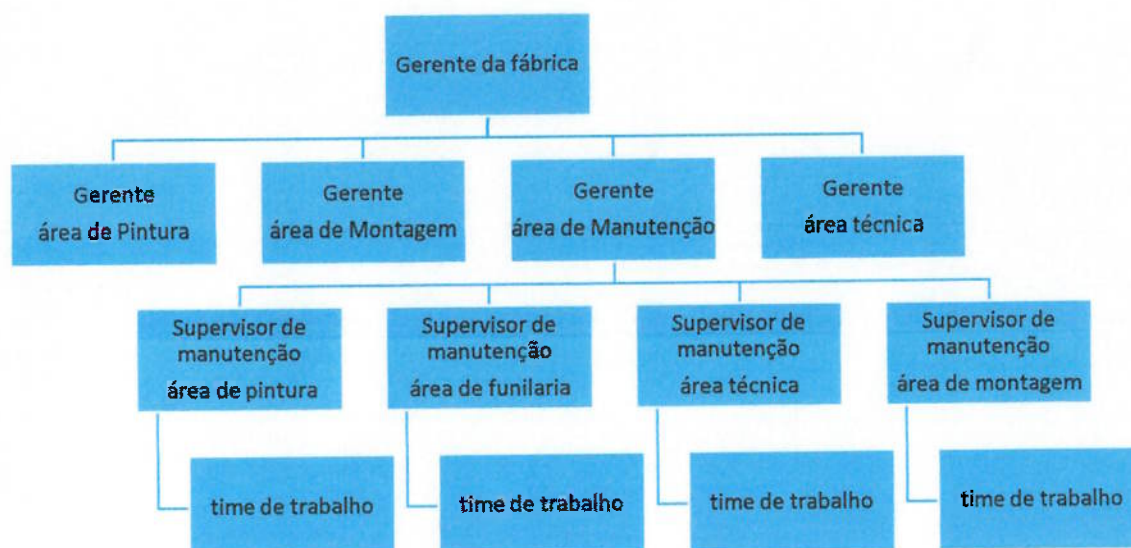 Gerente da fábrica
Gerente
área de Pintura
Gerente
área de Montagem
Gerente
área de Manutenção
Gerente
área técnica
Supervisor de
manutenção
área de pintura
Supervisor de
manutenção
área de funilaria
Supervisor de
manutenção
área técnica
Supervisor de
manutenção
área de montagem
time de trabalho
time de trabalho
time de trabalho
time de trabalho